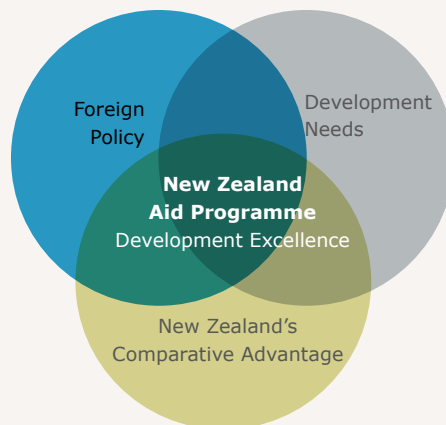 Foreign
Policy
Development
Needs
New Zealand
Aid Programme
Development Excellence
New Zealand's
Comparative Advantage